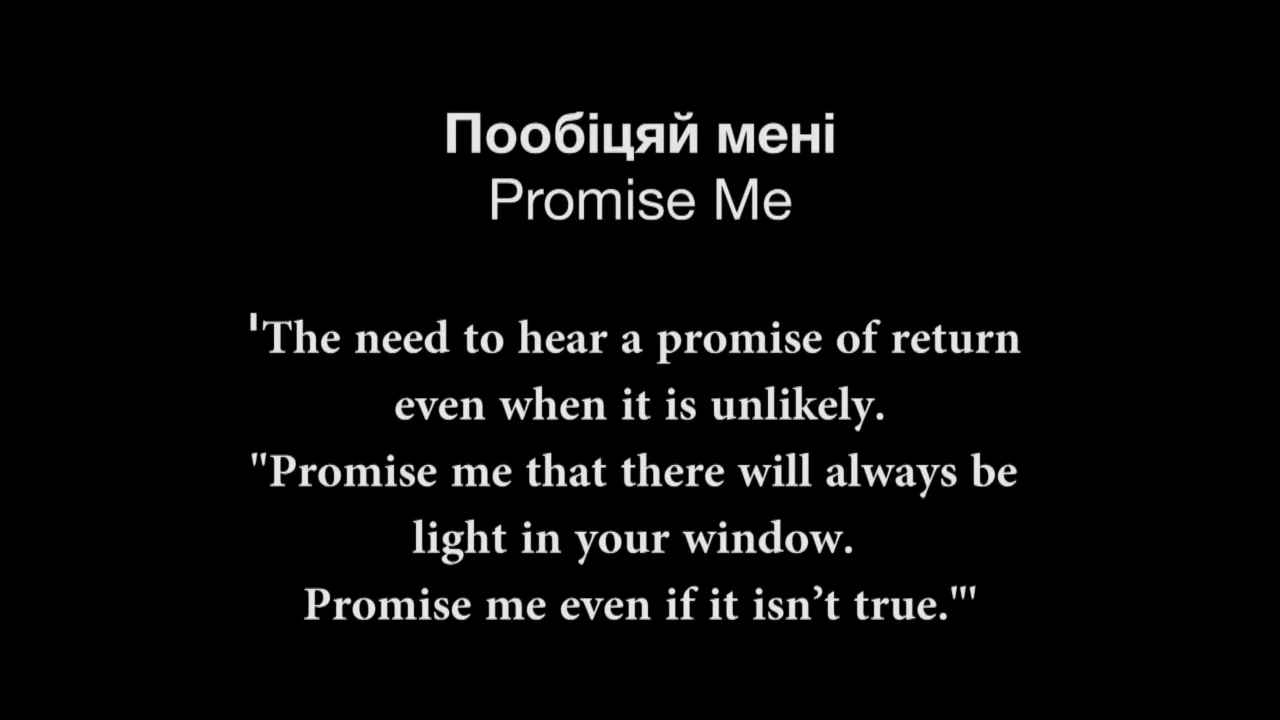 Пообіцяй мені
Promise Me
'The need to hear a promise of return
even when it is unlikely.
"Promise me that there will always be
light in your window.
Promise me even if it isn’t true."'